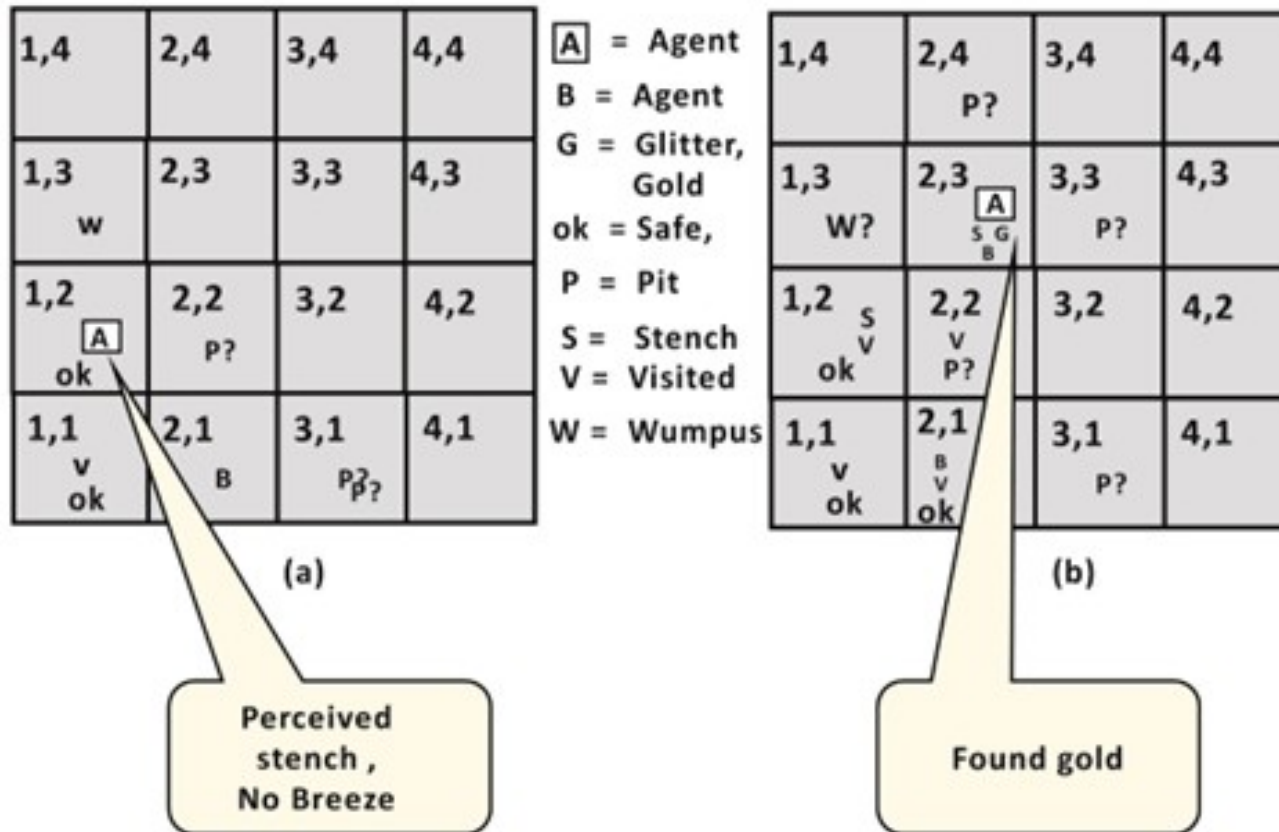 1,4 2,4 3,4 4,4
1,3 2,3 3,3 4,3
w
1,2 2,2 3,2 4,2
A P?
ok
1,1 2,1 3,1 4,1
v B P? P?
ok
(a)
Perceived
stench ,
No Breeze
A = Agent
B = Agent
G = Glitter,
Gold
ok = Safe,
P = Pit
S = Stench
V = Visited
W = Wumpus
1,4 2,4 3,4 4,4
P?
1,3 2,3 3,3 4,3
A
W? S G P?
B
1,2 2,2 3,2 4,2
S
V V
ok P?
1,1 2,1 3,1 4,1
B
v V P?
ok ok
(b)
Found gold